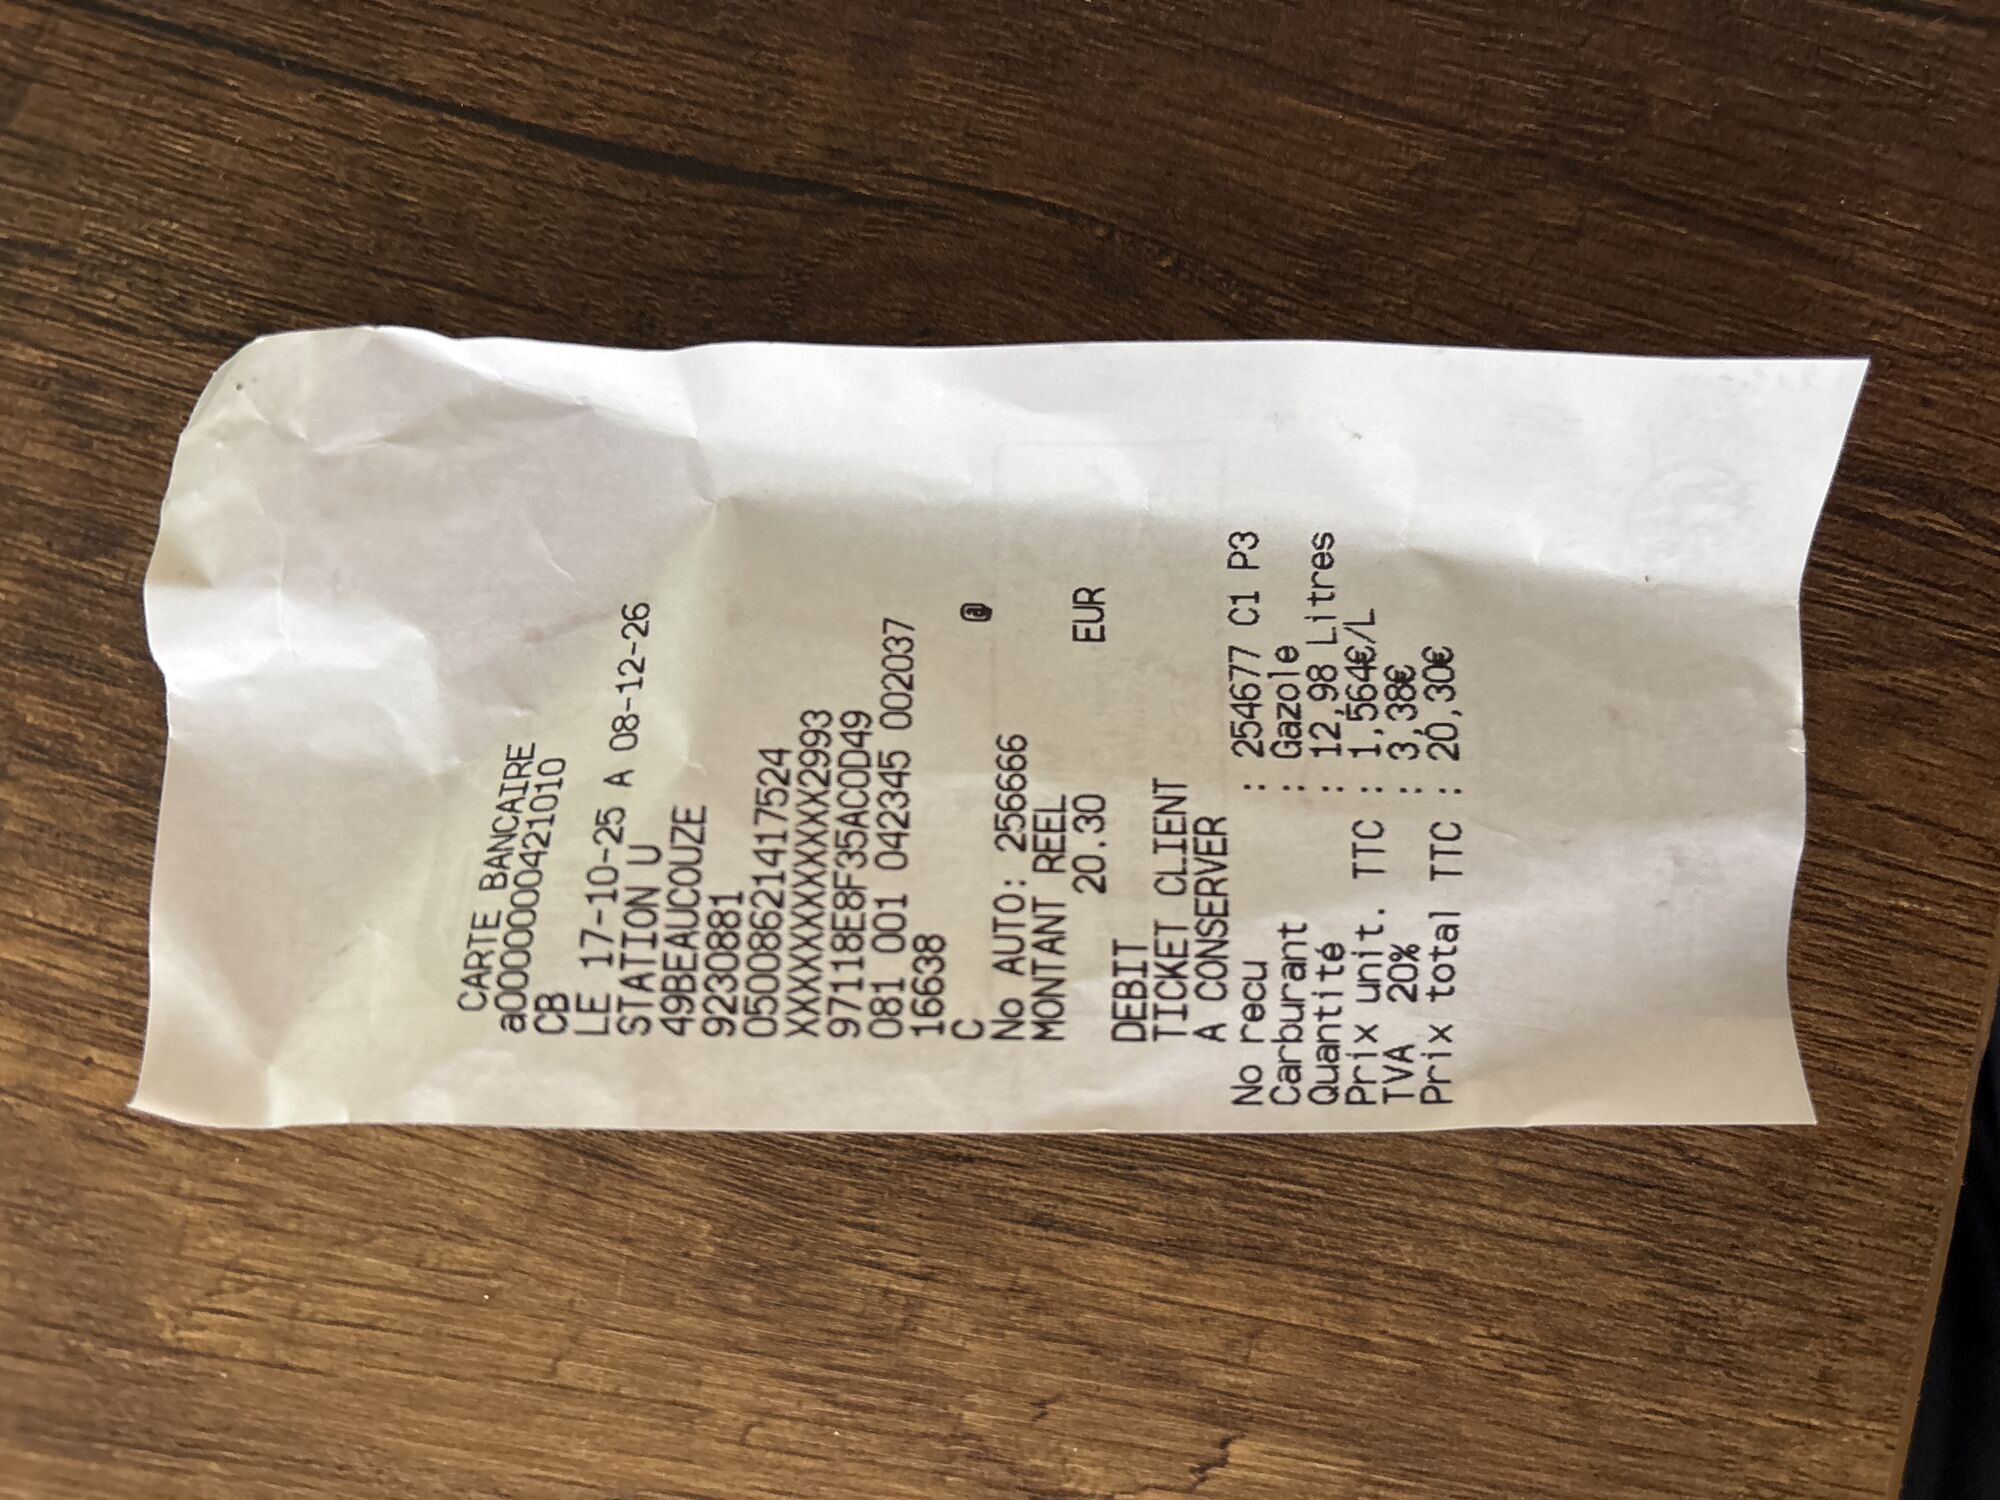 CARTE BANCAIRE
a0000000421010
CB
LE 17-10-25 A 08-12-26
STATION U
49BEAUCOUZE
9230881
05008621417524
XXXXXXXXXXXX2993
97118E8F35AC0D49
081 001 042345 002037
16638
C @
No AUTO: 256666
MONTANT REEL
20.30 EUR
DEBIT
TICKET CLIENT
A CONSERVER
No recu : 254677 C1 P3
Carburant : Gazole
Quantité : 12,98 Litres
Prix unit. TTC : 1,564€/L
TVA 20% : 3,38€
Prix total TTC : 20,30€